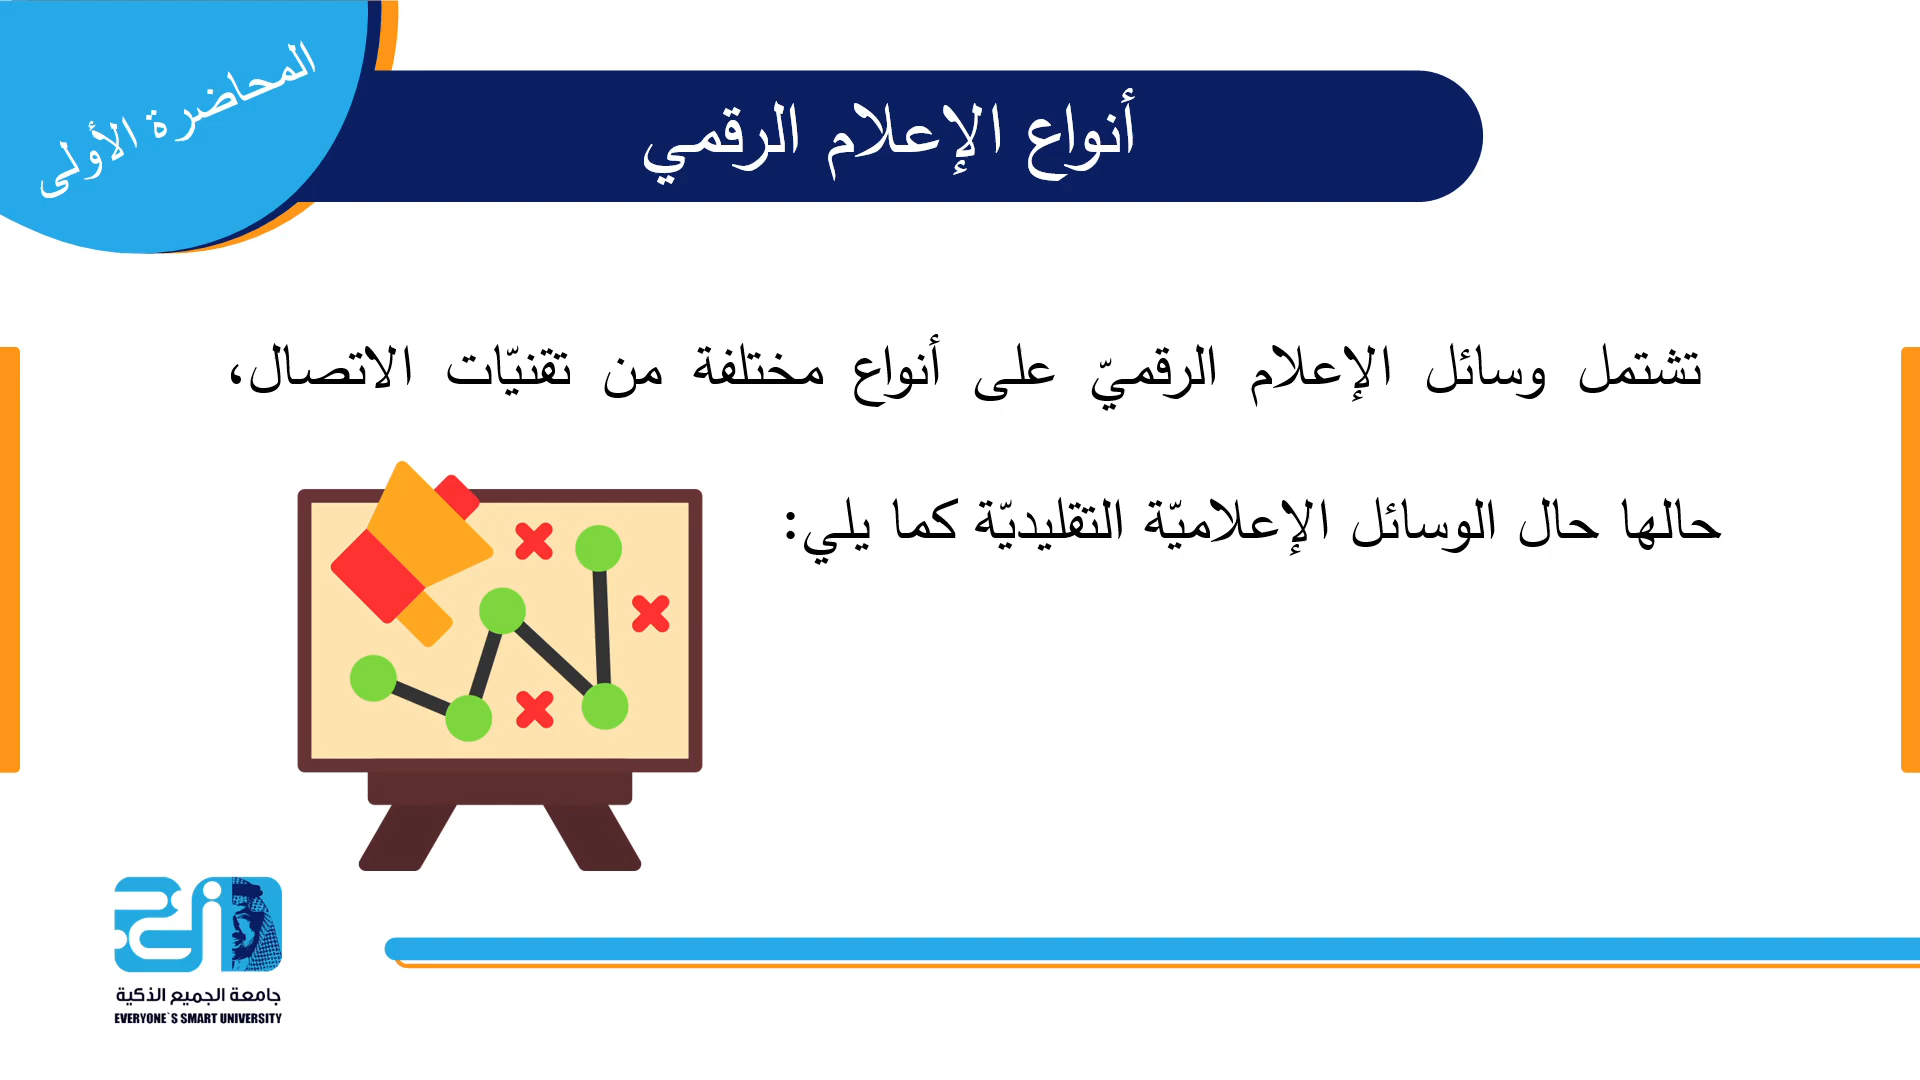 المحاضرة الأولى
أنواع الإعلام الرقمي
تشتمل وسائل الإعلام الرقميّ على أنواع مختلفة من تقنيّات الاتصال،
حالها حال الوسائل الإعلاميّة التقليديّة كما يلي:
جامعة الجميع الذكية
EVERYONE`S SMART UNIVERSITY